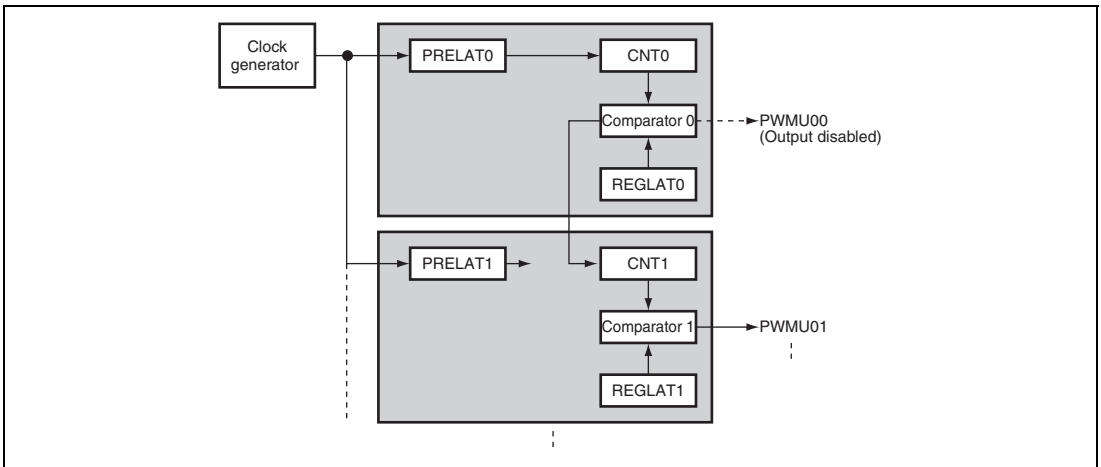 Clock
generator
PRELAT0
CNT0
Comparator 0
PWMU00
(Output disabled)
REGLAT0
PRELAT1
CNT1
Comparator 1
PWMU01
REGLAT1